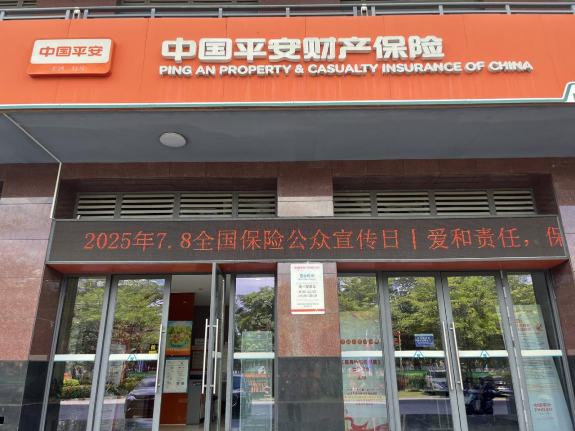 中国平安
中国平安财产保险
PING AN PROPERTY & CASUALTY INSURANCE OF CHINA
2025年7.8全国保险公众宣传日丨爱和责任，保